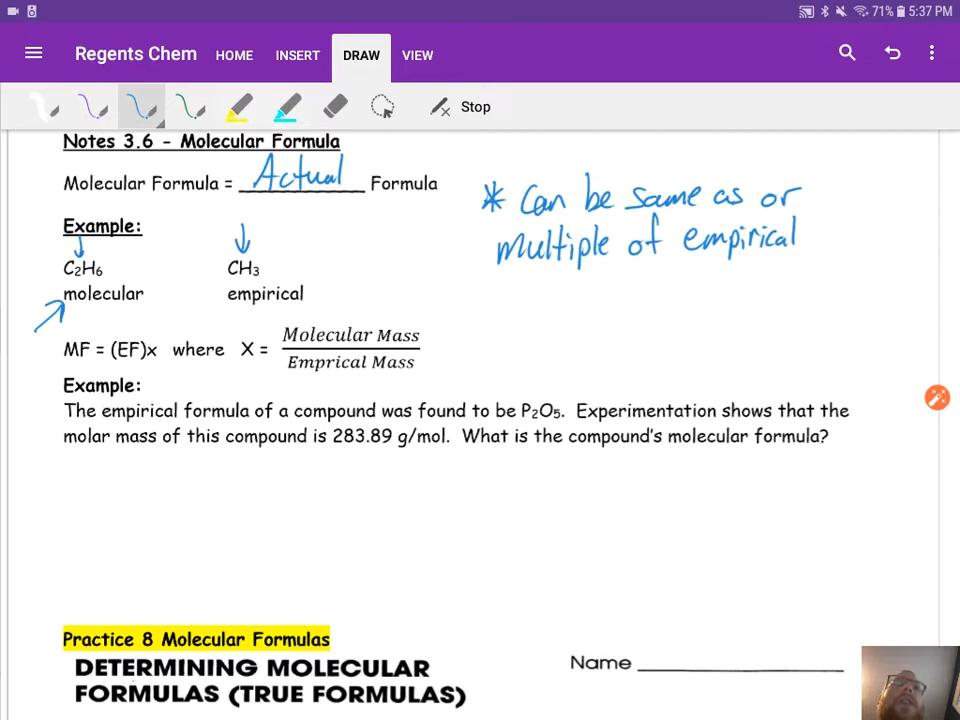 71% 5:37 PM
Regents Chem HOME INSERT DRAW VIEW
Stop
Notes 3.6 - Molecular Formula
Molecular Formula = Actual Formula
* Can be same as or
multiple of empirical
Example:
C₂H₆ CH₃
molecular empirical
MF = (EF)x where X = Molecular Mass
Emprical Mass
Example:
The empirical formula of a compound was found to be P₂O₅. Experimentation shows that the
molar mass of this compound is 283.89 g/mol. What is the compound's molecular formula?
Practice 8 Molecular Formulas
DETERMINING MOLECULAR
FORMULAS (TRUE FORMULAS)
Name ____________________